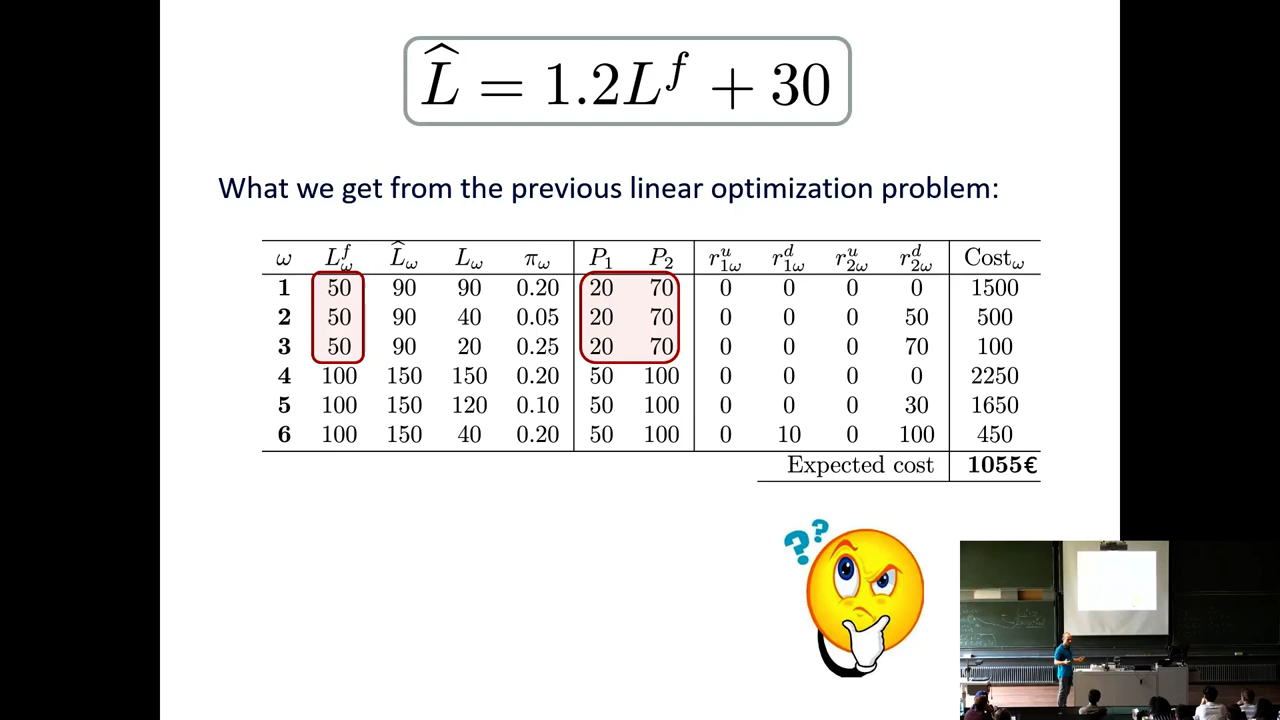 L̂ = 1.2L^f + 30
What we get from the previous linear optimization problem:
ω L^f_ω L̂_ω L_ω π_ω P_1 P_2 r^u_1ω r^d_1ω r^u_2ω r^d_2ω Cost_ω
1 50 90 90 0.20 20 70 0 0 0 0 1500
2 50 90 40 0.05 20 70 0 0 0 50 500
3 50 90 20 0.25 20 70 0 0 0 70 100
4 100 150 150 0.20 50 100 0 0 0 0 2250
5 100 150 120 0.10 50 100 0 0 0 30 1650
6 100 150 40 0.20 50 100 0 10 0 100 450
Expected cost 1055€
??